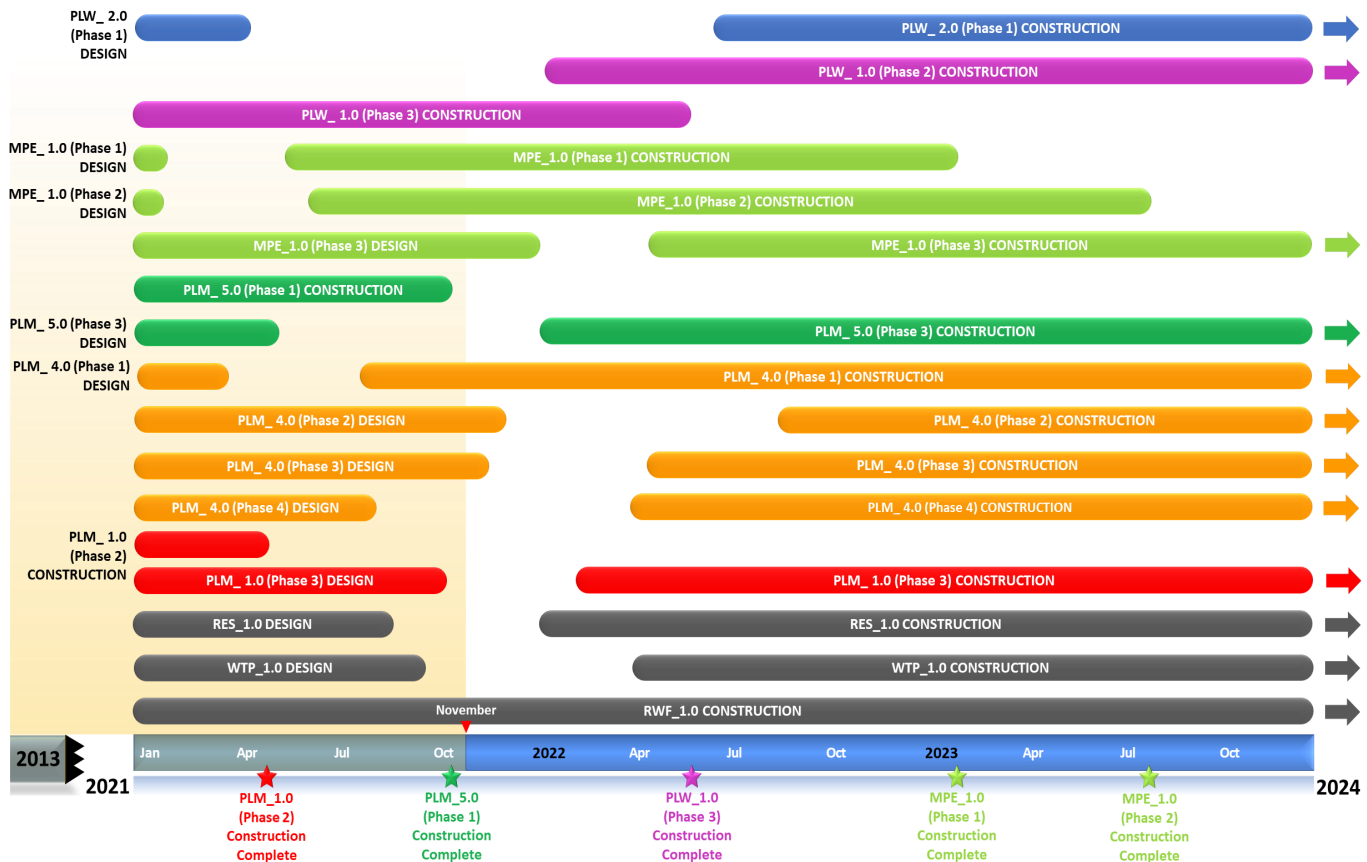 PLW_ 2.0
(Phase 1)
DESIGN
PLW_ 2.0 (Phase 1) CONSTRUCTION
PLW_ 1.0 (Phase 2) CONSTRUCTION
PLW_ 1.0 (Phase 3) CONSTRUCTION
MPE_ 1.0 (Phase 1)
DESIGN
MPE_1.0 (Phase 1) CONSTRUCTION
MPE_ 1.0 (Phase 2)
DESIGN
MPE_1.0 (Phase 2) CONSTRUCTION
MPE_1.0 (Phase 3) DESIGN
MPE_1.0 (Phase 3) CONSTRUCTION
PLM_ 5.0 (Phase 1) CONSTRUCTION
PLM_ 5.0 (Phase 3)
DESIGN
PLM_ 5.0 (Phase 3) CONSTRUCTION
PLM_ 4.0 (Phase 1)
DESIGN
PLM_ 4.0 (Phase 1) CONSTRUCTION
PLM_ 4.0 (Phase 2) DESIGN
PLM_ 4.0 (Phase 2) CONSTRUCTION
PLM_ 4.0 (Phase 3) DESIGN
PLM_ 4.0 (Phase 3) CONSTRUCTION
PLM_ 4.0 (Phase 4) DESIGN
PLM_ 4.0 (Phase 4) CONSTRUCTION
PLM_ 1.0
(Phase 2)
CONSTRUCTION
PLM_ 1.0 (Phase 3) DESIGN
PLM_ 1.0 (Phase 3) CONSTRUCTION
RES_1.0 DESIGN
RES_1.0 CONSTRUCTION
WTP_1.0 DESIGN
WTP_1.0 CONSTRUCTION
November
RWF_1.0 CONSTRUCTION
2013
Jan Apr Jul Oct 2022 Apr Jul Oct 2023 Apr Jul Oct
2021
2024
PLM_1.0
(Phase 2)
Construction
Complete
PLM_5.0
(Phase 1)
Construction
Complete
PLW_1.0
(Phase 3)
Construction
Complete
MPE_1.0
(Phase 1)
Construction
Complete
MPE_1.0
(Phase 2)
Construction
Complete